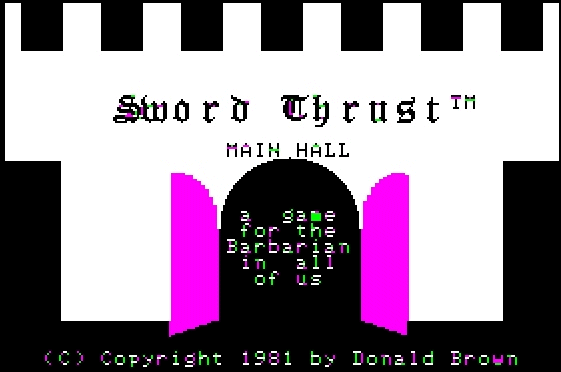 Sword Thrust™
MAIN HALL
a game
for the
Barbarian
in all
of us
(C) Copyright 1981 by Donald Brown